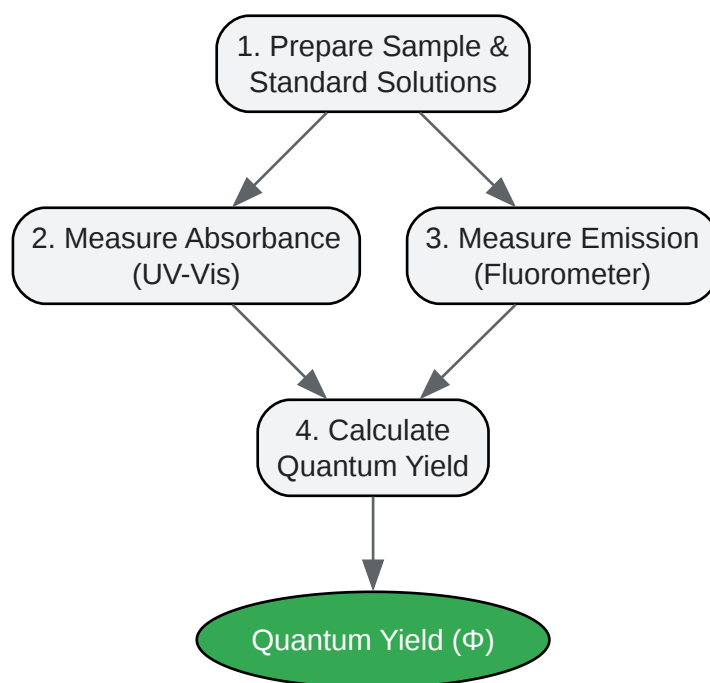 1. Prepare Sample &
Standard Solutions
2. Measure Absorbance
(UV-Vis)
3. Measure Emission
(Fluorometer)
4. Calculate
Quantum Yield
Quantum Yield (Φ)